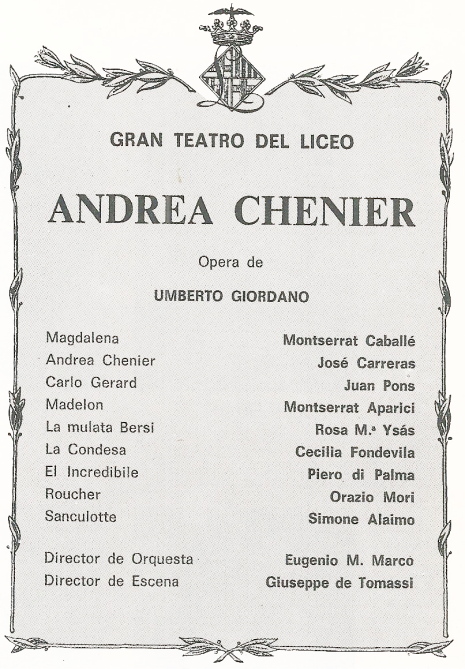 GRAN TEATRO DEL LICEO
ANDREA CHENIER
Opera de
UMBERTO GIORDANO
Magdalena Montserrat Caballé
Andrea Chenier José Carreras
Carlo Gerard Juan Pons
Madelon Montserrat Aparici
La mulata Bersi Rosa M.ª Ysás
La Condesa Cecilia Fondevila
El Incredibile Piero di Palma
Roucher Orazio Mori
Sanculotte Simone Alaimo
Director de Orquesta Eugenio M. Marco
Director de Escena Giuseppe de Tomassi